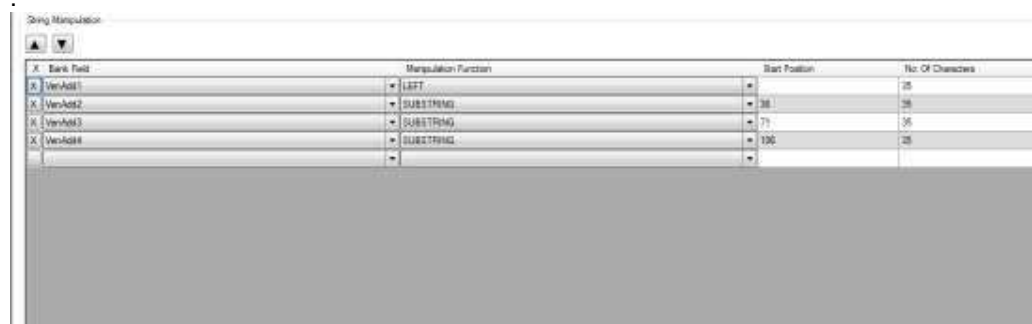 String Manipulation
X Bank Field Manipulation Function Start Position No. Of Characters
X VenAdd1 LEFT 35
X VenAdd2 SUBSTRING 36 35
X VenAdd3 SUBSTRING 71 35
X VenAdd4 SUBSTRING 106 35